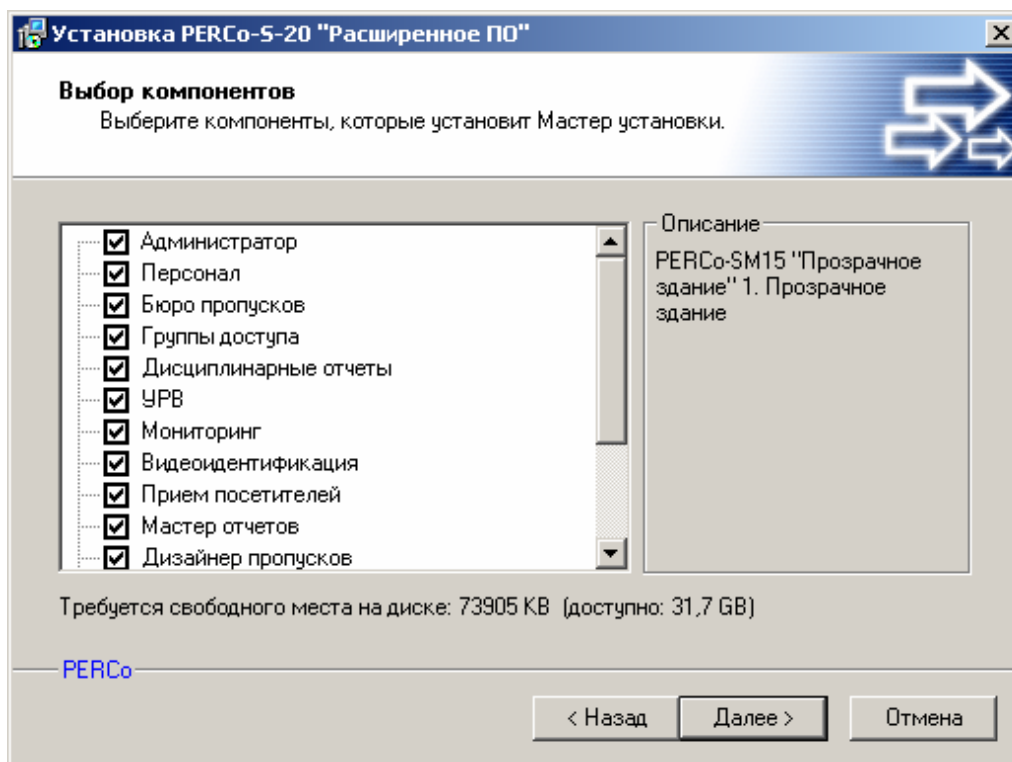 Установка PERCo-S-20 "Расширенное ПО"
Выбор компонентов
Выберите компоненты, которые установит Мастер установки.
Администратор
Персонал
Бюро пропусков
Группы доступа
Дисциплинарные отчеты
УРВ
Мониторинг
Видеоидентификация
Прием посетителей
Мастер отчетов
Дизайнер пропусков
Описание
PERCo-SM15 "Прозрачное
здание" 1. Прозрачное
здание
Требуется свободного места на диске: 73905 KB (доступно: 31,7 GB)
PERCo
< Назад
Далее >
Отмена